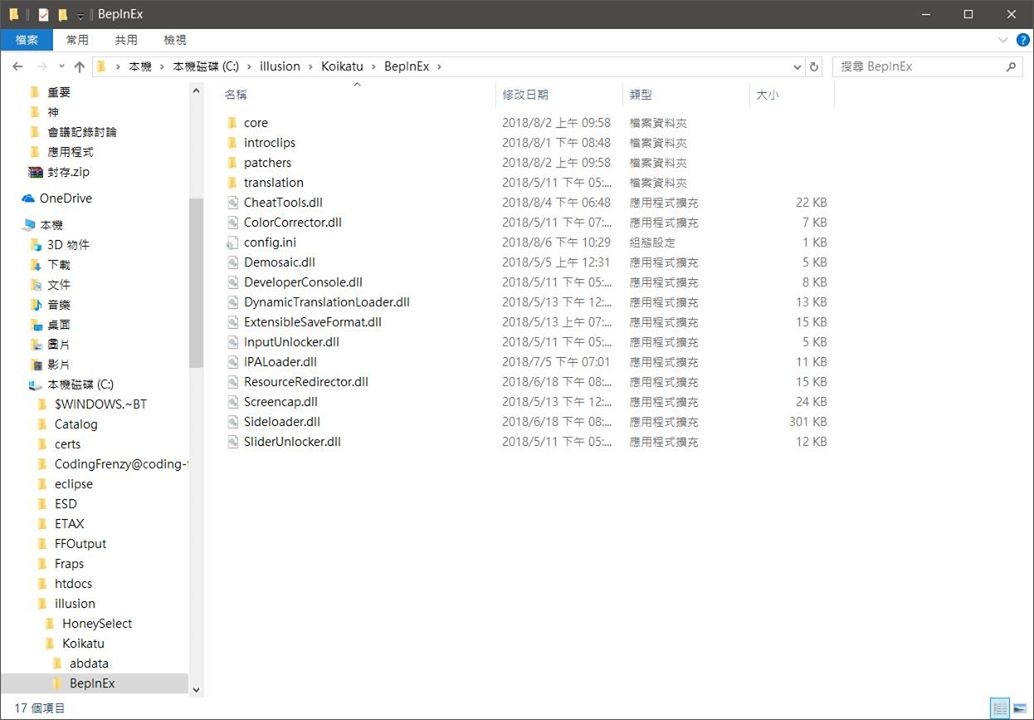 BepInEx
檔案 常用 共用 檢視
本機 本機磁碟 (C:) illusion Koikatu BepInEx 搜尋 BepInEx
重要
神
會議記錄討論
應用程式
封存.zip
OneDrive
本機
3D 物件
下載
文件
音樂
桌面
圖片
影片
本機磁碟 (C:)
$WINDOWS.~BT
Catalog
certs
CodingFrenzy@coding-
eclipse
ESD
ETAX
FFOutput
Fraps
htdocs
illusion
HoneySelect
Koikatu
abdata
BepInEx
名稱 修改日期 類型 大小
core 2018/8/2 上午 09:58 檔案資料夾
introclips 2018/8/1 下午 08:48 檔案資料夾
patchers 2018/8/2 上午 09:58 檔案資料夾
translation 2018/5/11 下午 05:... 檔案資料夾
CheatTools.dll 2018/8/4 下午 06:48 應用程式擴充 22 KB
ColorCorrector.dll 2018/5/11 下午 07:... 應用程式擴充 7 KB
config.ini 2018/8/6 下午 10:29 組態設定 1 KB
Demosaic.dll 2018/5/5 上午 12:31 應用程式擴充 5 KB
DeveloperConsole.dll 2018/5/11 下午 05:... 應用程式擴充 8 KB
DynamicTranslationLoader.dll 2018/5/13 下午 12:... 應用程式擴充 13 KB
ExtensibleSaveFormat.dll 2018/5/13 上午 07:... 應用程式擴充 15 KB
InputUnlocker.dll 2018/5/11 下午 05:... 應用程式擴充 5 KB
IPALoader.dll 2018/7/5 下午 07:01 應用程式擴充 11 KB
ResourceRedirector.dll 2018/6/18 下午 08:... 應用程式擴充 15 KB
Screencap.dll 2018/5/13 下午 12:... 應用程式擴充 24 KB
Sideloader.dll 2018/6/18 下午 08:... 應用程式擴充 301 KB
SliderUnlocker.dll 2018/5/11 下午 05:... 應用程式擴充 12 KB
17 個項目